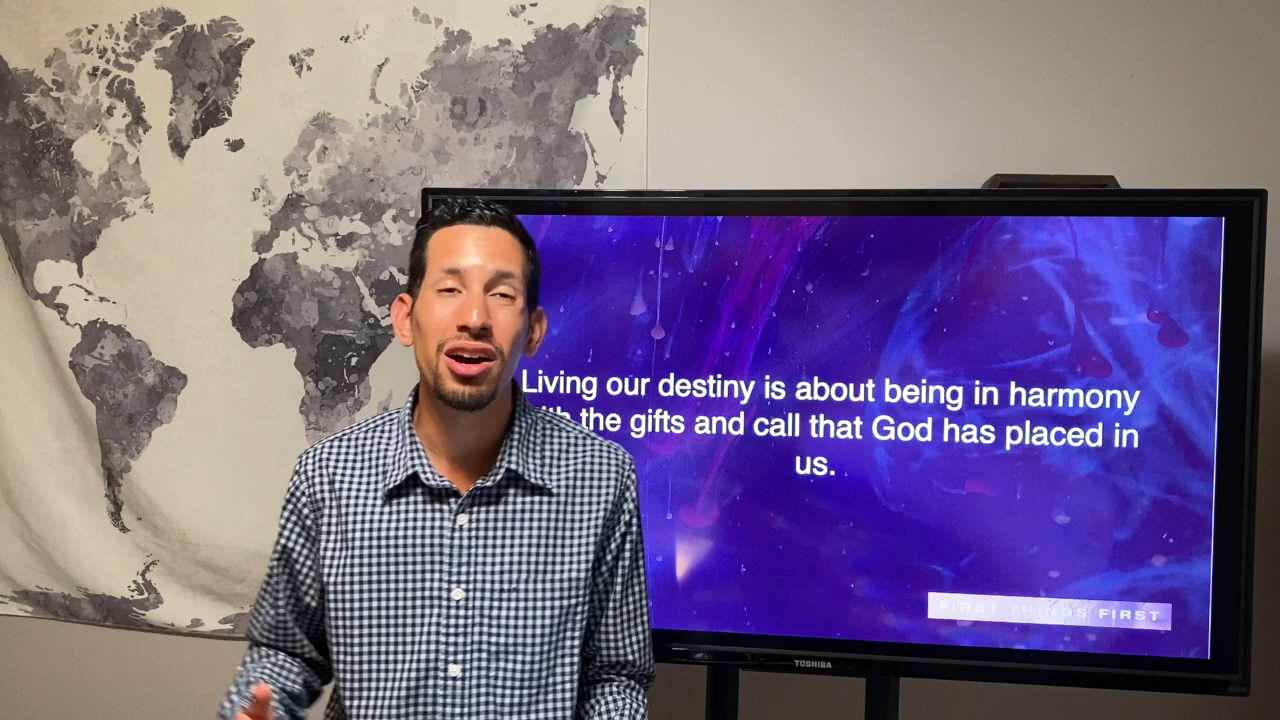 Living our destiny is about being in harmony
the gifts and call that God has placed in
us.
FIRST THINGS FIRST
TOSHIBA